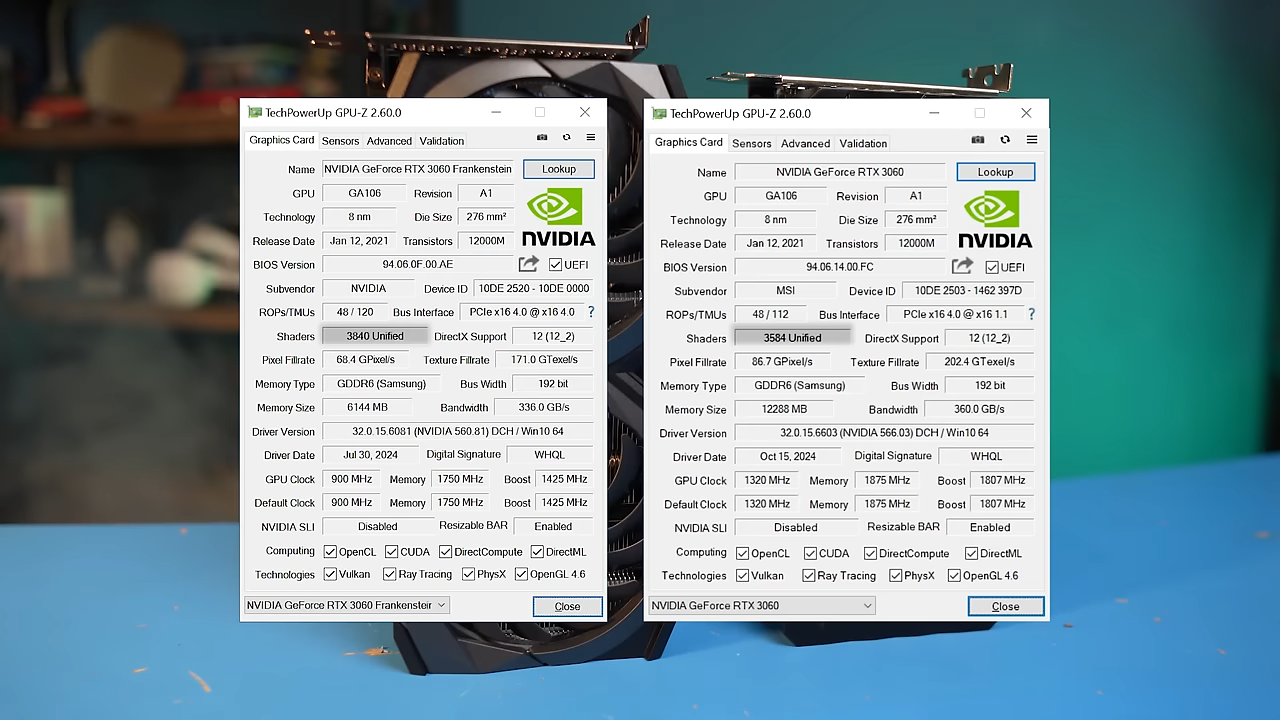 TechPowerUp GPU-Z 2.60.0
Graphics Card Sensors Advanced Validation
Name NVIDIA GeForce RTX 3060 Frankenstein Lookup
GPU GA106 Revision A1
Technology 8 nm Die Size 276 mm²
Release Date Jan 12, 2021 Transistors 12000M
NVIDIA
BIOS Version 94.06.0F.00.AE UEFI
Subvendor NVIDIA Device ID 10DE 2520 - 10DE 0000
ROPs/TMUs 48 / 120 Bus Interface PCIe x16 4.0 @ x16 4.0 ?
Shaders 3840 Unified DirectX Support 12 (12_2)
Pixel Fillrate 68.4 GPixel/s Texture Fillrate 171.0 GTexel/s
Memory Type GDDR6 (Samsung) Bus Width 192 bit
Memory Size 6144 MB Bandwidth 336.0 GB/s
Driver Version 32.0.15.6081 (NVIDIA 560.81) DCH / Win10 64
Driver Date Jul 30, 2024 Digital Signature WHQL
GPU Clock 900 MHz Memory 1750 MHz Boost 1425 MHz
Default Clock 900 MHz Memory 1750 MHz Boost 1425 MHz
NVIDIA SLI Disabled Resizable BAR Enabled
Computing OpenCL CUDA DirectCompute DirectML
Technologies Vulkan Ray Tracing PhysX OpenGL 4.6
NVIDIA GeForce RTX 3060 Frankenstein Close
TechPowerUp GPU-Z 2.60.0
Graphics Card Sensors Advanced Validation
Name NVIDIA GeForce RTX 3060 Lookup
GPU GA106 Revision A1
Technology 8 nm Die Size 276 mm²
Release Date Jan 12, 2021 Transistors 12000M
NVIDIA
BIOS Version 94.06.14.00.FC UEFI
Subvendor MSI Device ID 10DE 2503 - 1462 397D
ROPs/TMUs 48 / 112 Bus Interface PCIe x16 4.0 @ x16 1.1 ?
Shaders 3584 Unified DirectX Support 12 (12_2)
Pixel Fillrate 86.7 GPixel/s Texture Fillrate 202.4 GTexel/s
Memory Type GDDR6 (Samsung) Bus Width 192 bit
Memory Size 12288 MB Bandwidth 360.0 GB/s
Driver Version 32.0.15.6603 (NVIDIA 566.03) DCH / Win10 64
Driver Date Oct 15, 2024 Digital Signature WHQL
GPU Clock 1320 MHz Memory 1875 MHz Boost 1807 MHz
Default Clock 1320 MHz Memory 1875 MHz Boost 1807 MHz
NVIDIA SLI Disabled Resizable BAR Enabled
Computing OpenCL CUDA DirectCompute DirectML
Technologies Vulkan Ray Tracing PhysX OpenGL 4.6
NVIDIA GeForce RTX 3060 Close